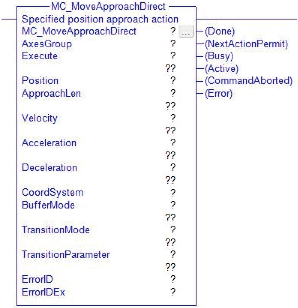 MC_MoveApproachDirect
Specified position approach action
MC_MoveApproachDirect ? ... (Done)
AxesGroup ? (NextActionPermit)
Execute ? (Busy)
?? (Active)
Position ? (CommandAborted)
ApproachLen ? (Error)
??
Velocity ?
??
Acceleration ?
??
Deceleration ?
??
CoordSystem ?
BufferMode ?
??
TransitionMode ?
??
TransitionParameter ?
??
ErrorID ?
ErrorIDEx ?